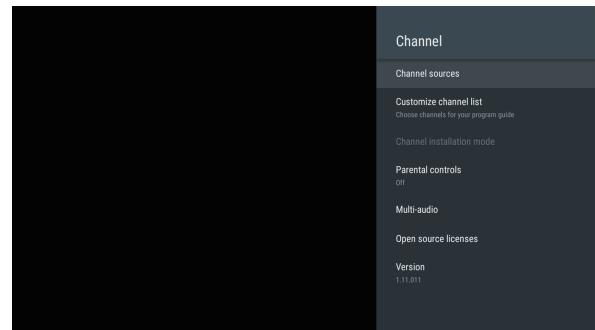 Channel
Channel sources
Customize channel list
Choose channels for your program guide
Channel installation mode
Parental controls
Off
Multi-audio
Open source licenses
Version
1.11.011